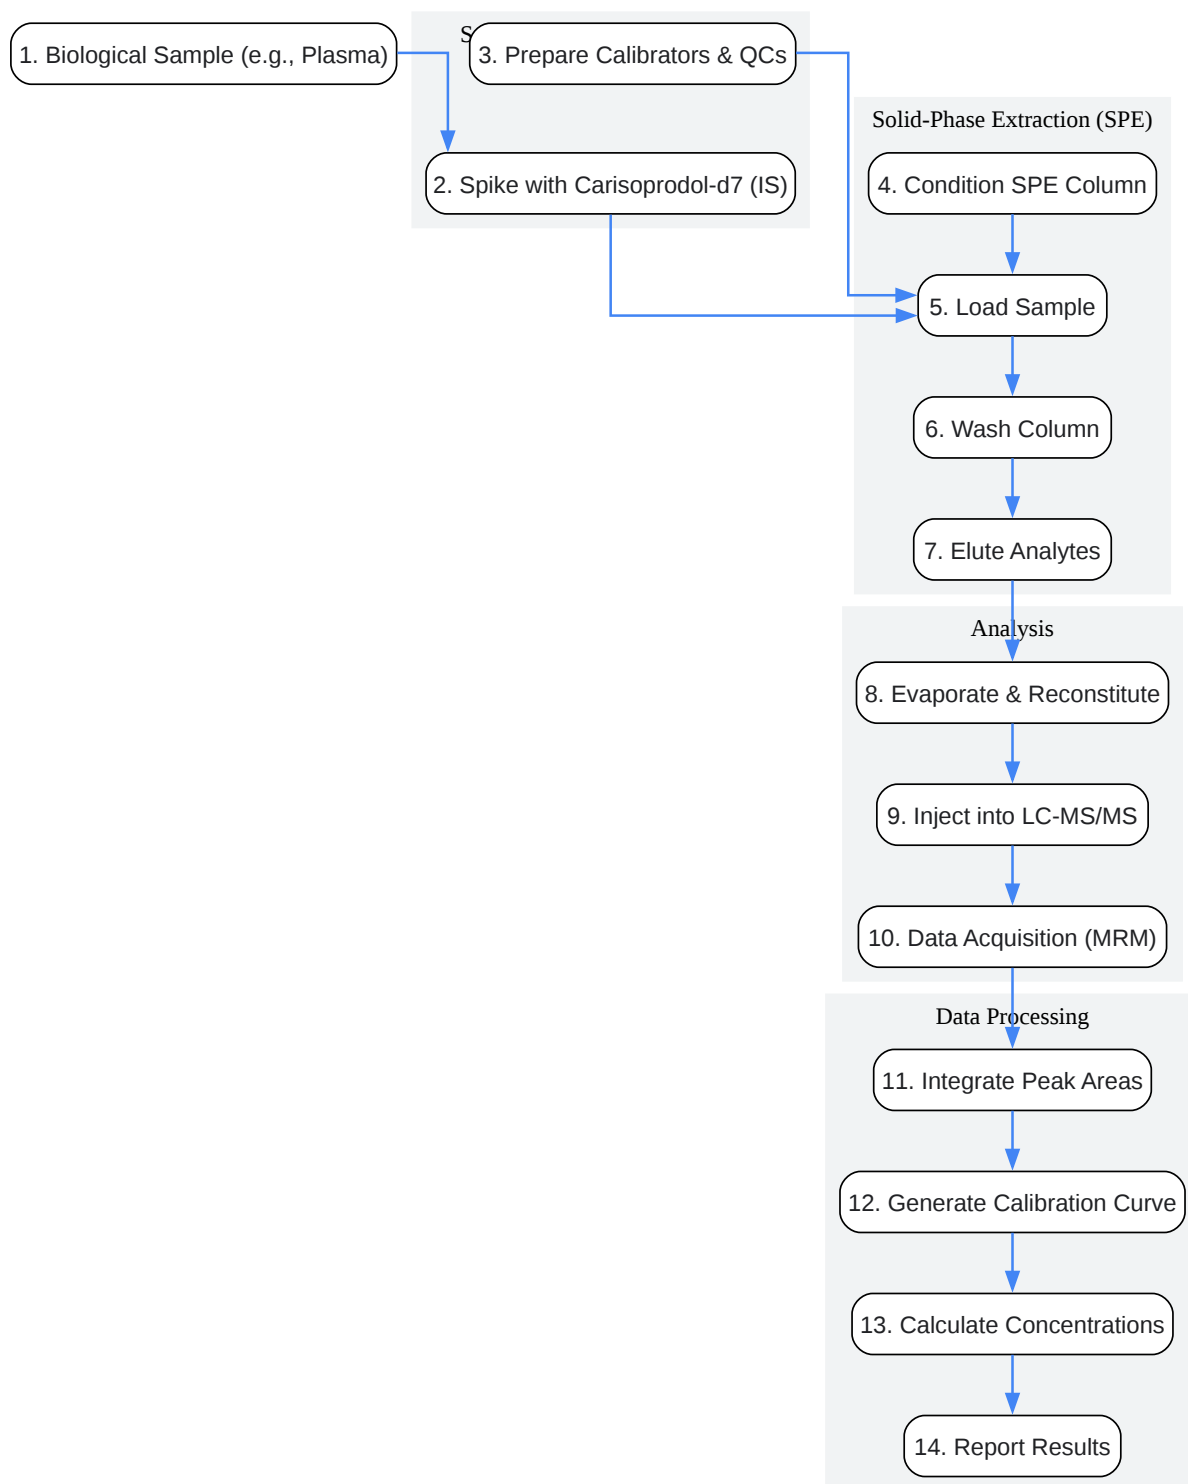 1. Biological Sample (e.g., Plasma)
3. Prepare Calibrators & QCs
2. Spike with Carisoprodol-d7 (IS)
Solid-Phase Extraction (SPE)
4. Condition SPE Column
5. Load Sample
6. Wash Column
7. Elute Analytes
Analysis
8. Evaporate & Reconstitute
9. Inject into LC-MS/MS
10. Data Acquisition (MRM)
Data Processing
11. Integrate Peak Areas
12. Generate Calibration Curve
13. Calculate Concentrations
14. Report Results